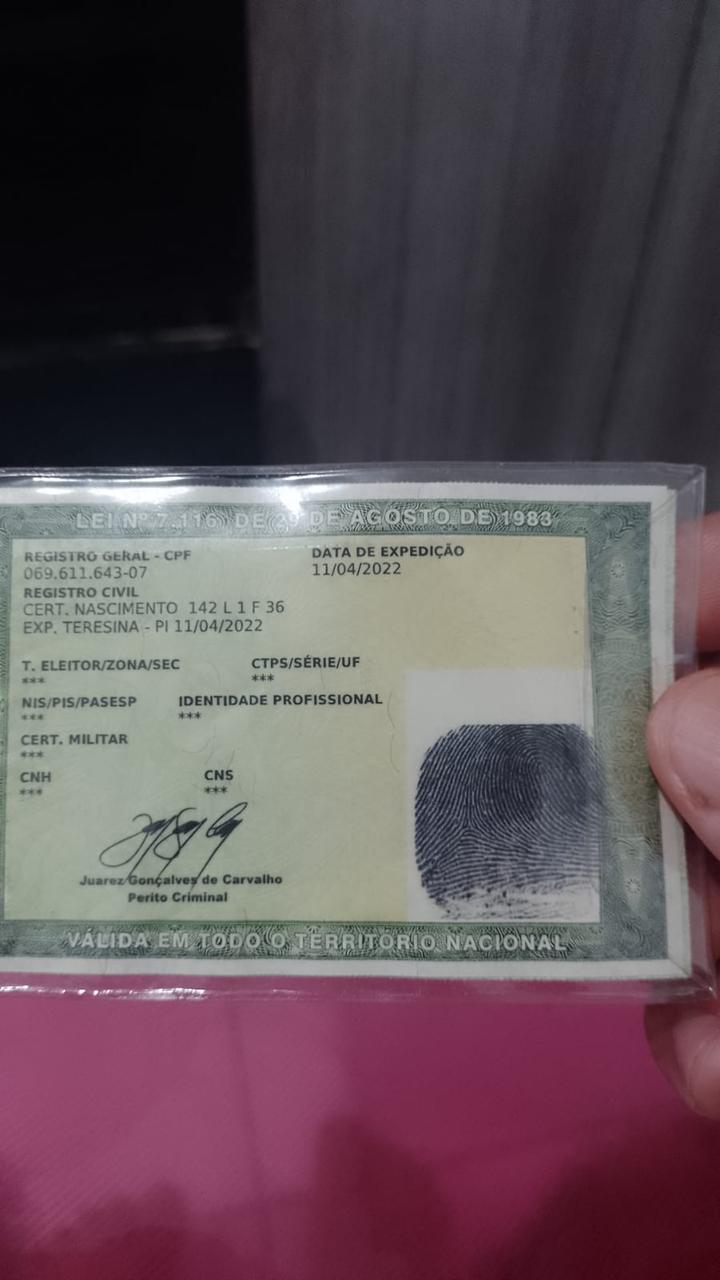 LEI Nº 7.116, DE 29 DE AGOSTO DE 1983
REGISTRO GERAL - CPF
069.611.643-07
DATA DE EXPEDIÇÃO
11/04/2022
REGISTRO CIVIL
CERT. NASCIMENTO 142 L 1 F 36
EXP. TERESINA - PI 11/04/2022
T. ELEITOR/ZONA/SEC
***
CTPS/SÉRIE/UF
***
NIS/PIS/PASESP
***
IDENTIDADE PROFISSIONAL
***
CERT. MILITAR
***
CNH
***
CNS
***
Juarez Gonçalves de Carvalho
Perito Criminal
VÁLIDA EM TODO O TERRITÓRIO NACIONAL